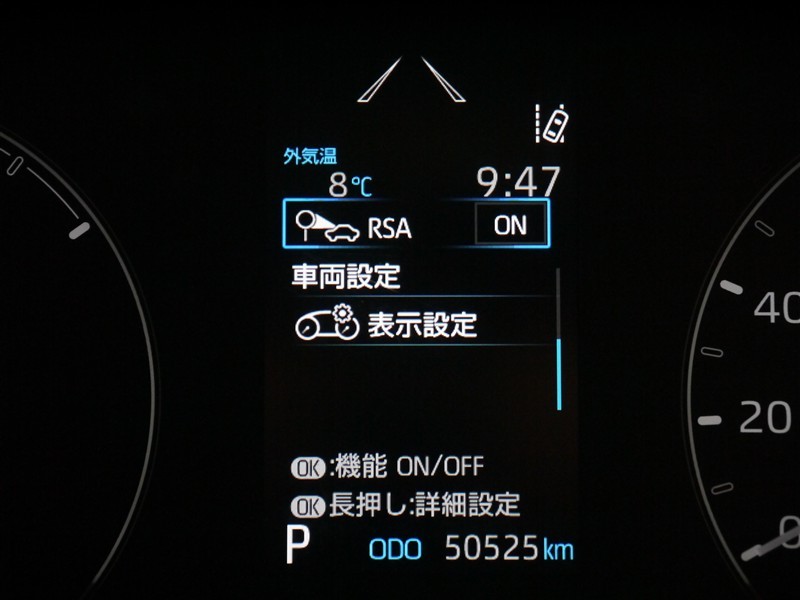 外気温
8℃ 9:47
RSA ON
車両設定
表示設定
OK:機能 ON/OFF
OK長押し:詳細設定
P ODO 50525km
40
20
0